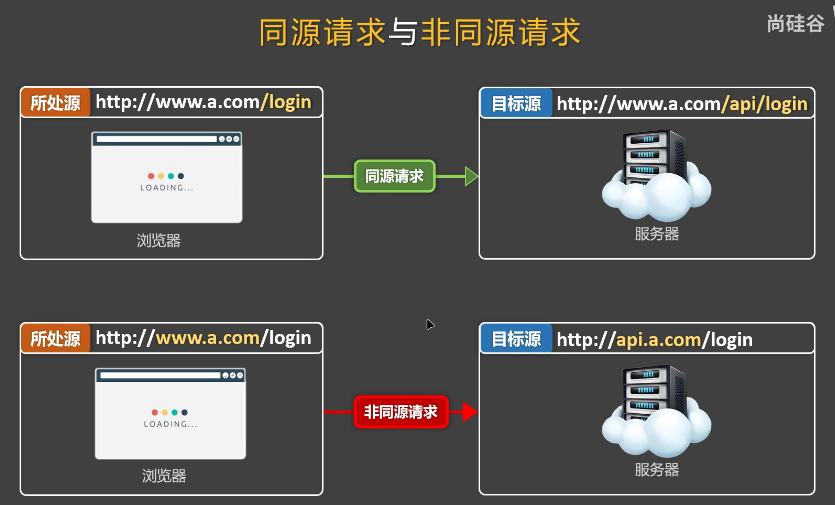 同源请求与非同源请求
尚硅谷
所处源 http://www.a.com/login
目标源 http://www.a.com/api/login
LOADING...
同源请求
浏览器
服务器
所处源 http://www.a.com/login
目标源 http://api.a.com/login
LOADING...
非同源请求
浏览器
服务器